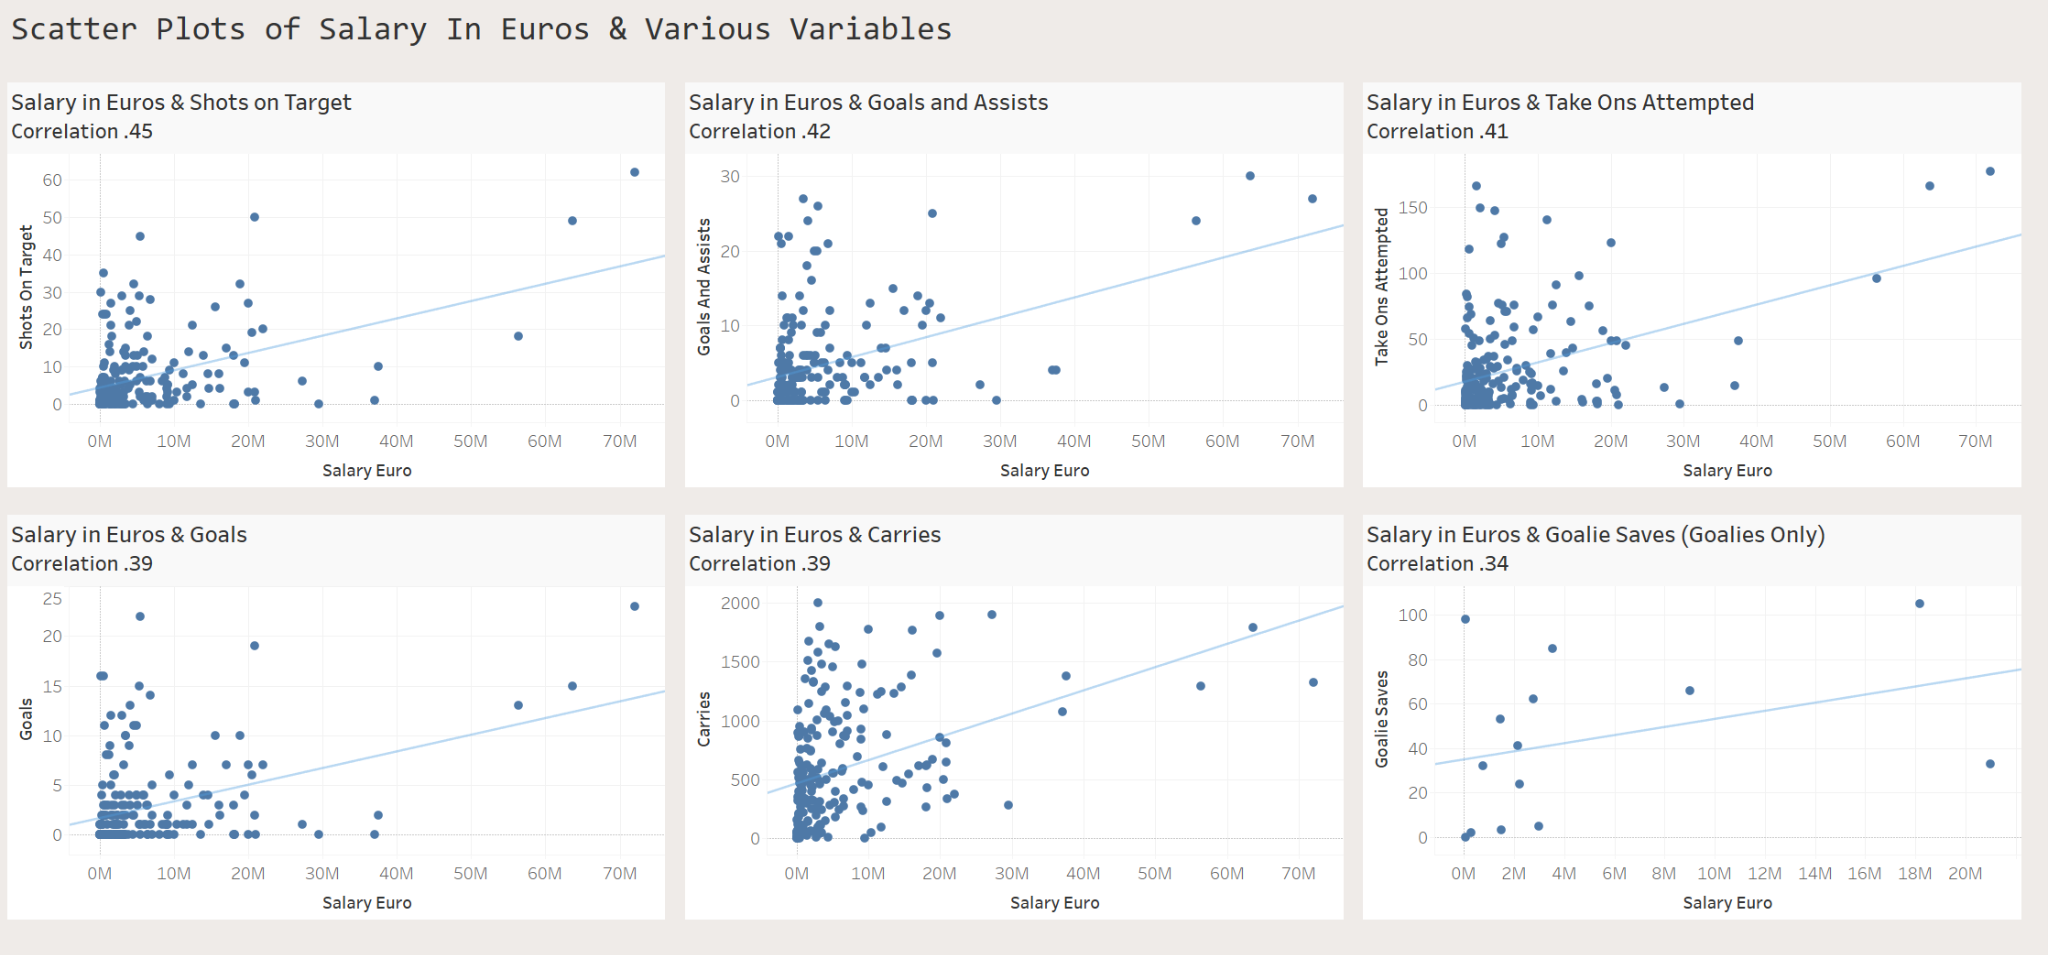 Scatter Plots of Salary In Euros & Various Variables
Salary in Euros & Shots on Target
Correlation .45
Shots On Target
60
50
40
30
20
10
0
0M 10M 20M 30M 40M 50M 60M 70M
Salary Euro
Salary in Euros & Goals and Assists
Correlation .42
Goals And Assists
30
20
10
0
0M 10M 20M 30M 40M 50M 60M 70M
Salary Euro
Salary in Euros & Take Ons Attempted
Correlation .41
Take Ons Attempted
150
100
50
0
0M 10M 20M 30M 40M 50M 60M 70M
Salary Euro
Salary in Euros & Goals
Correlation .39
Goals
25
20
15
10
5
0
0M 10M 20M 30M 40M 50M 60M 70M
Salary Euro
Salary in Euros & Carries
Correlation .39
Carries
2000
1500
1000
500
0
0M 10M 20M 30M 40M 50M 60M 70M
Salary Euro
Salary in Euros & Goalie Saves (Goalies Only)
Correlation .34
Goalie Saves
100
80
60
40
20
0
0M 2M 4M 6M 8M 10M 12M 14M 16M 18M 20M
Salary Euro